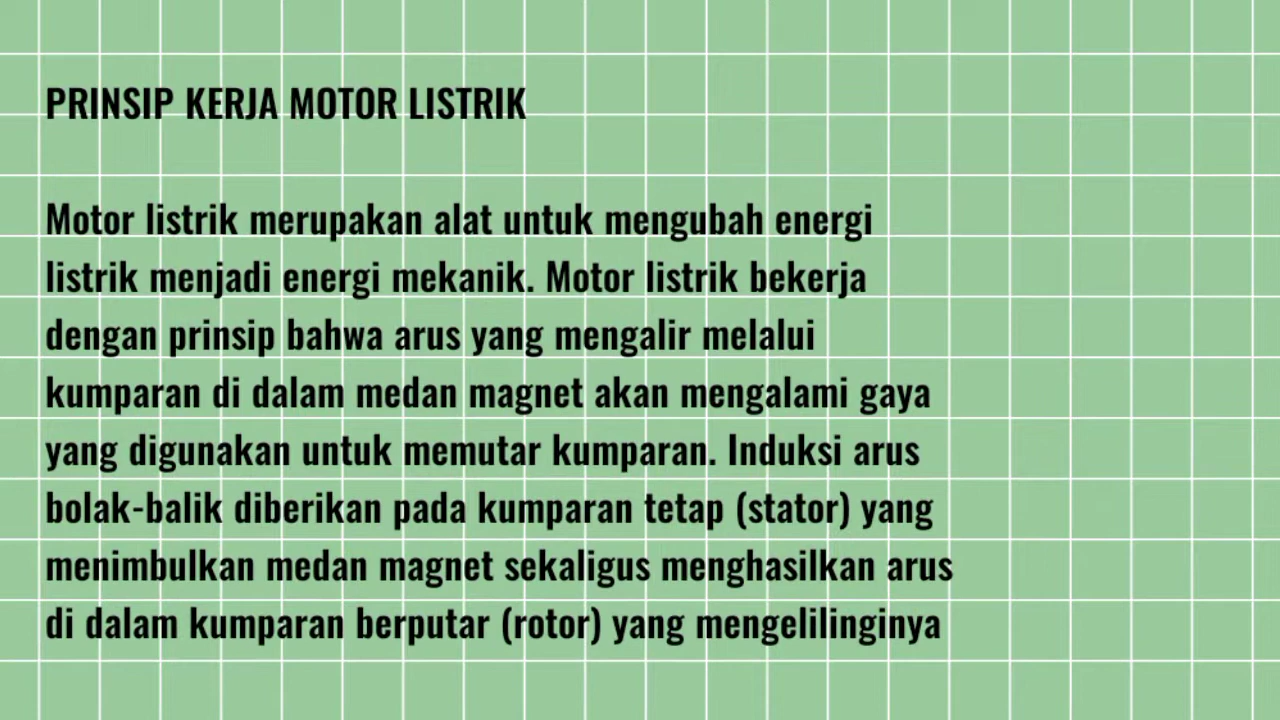 PRINSIP KERJA MOTOR LISTRIK
Motor listrik merupakan alat untuk mengubah energi
listrik menjadi energi mekanik. Motor listrik bekerja
dengan prinsip bahwa arus yang mengalir melalui
kumparan di dalam medan magnet akan mengalami gaya
yang digunakan untuk memutar kumparan. Induksi arus
bolak-balik diberikan pada kumparan tetap (stator) yang
menimbulkan medan magnet sekaligus menghasilkan arus
di dalam kumparan berputar (rotor) yang mengelilinginya